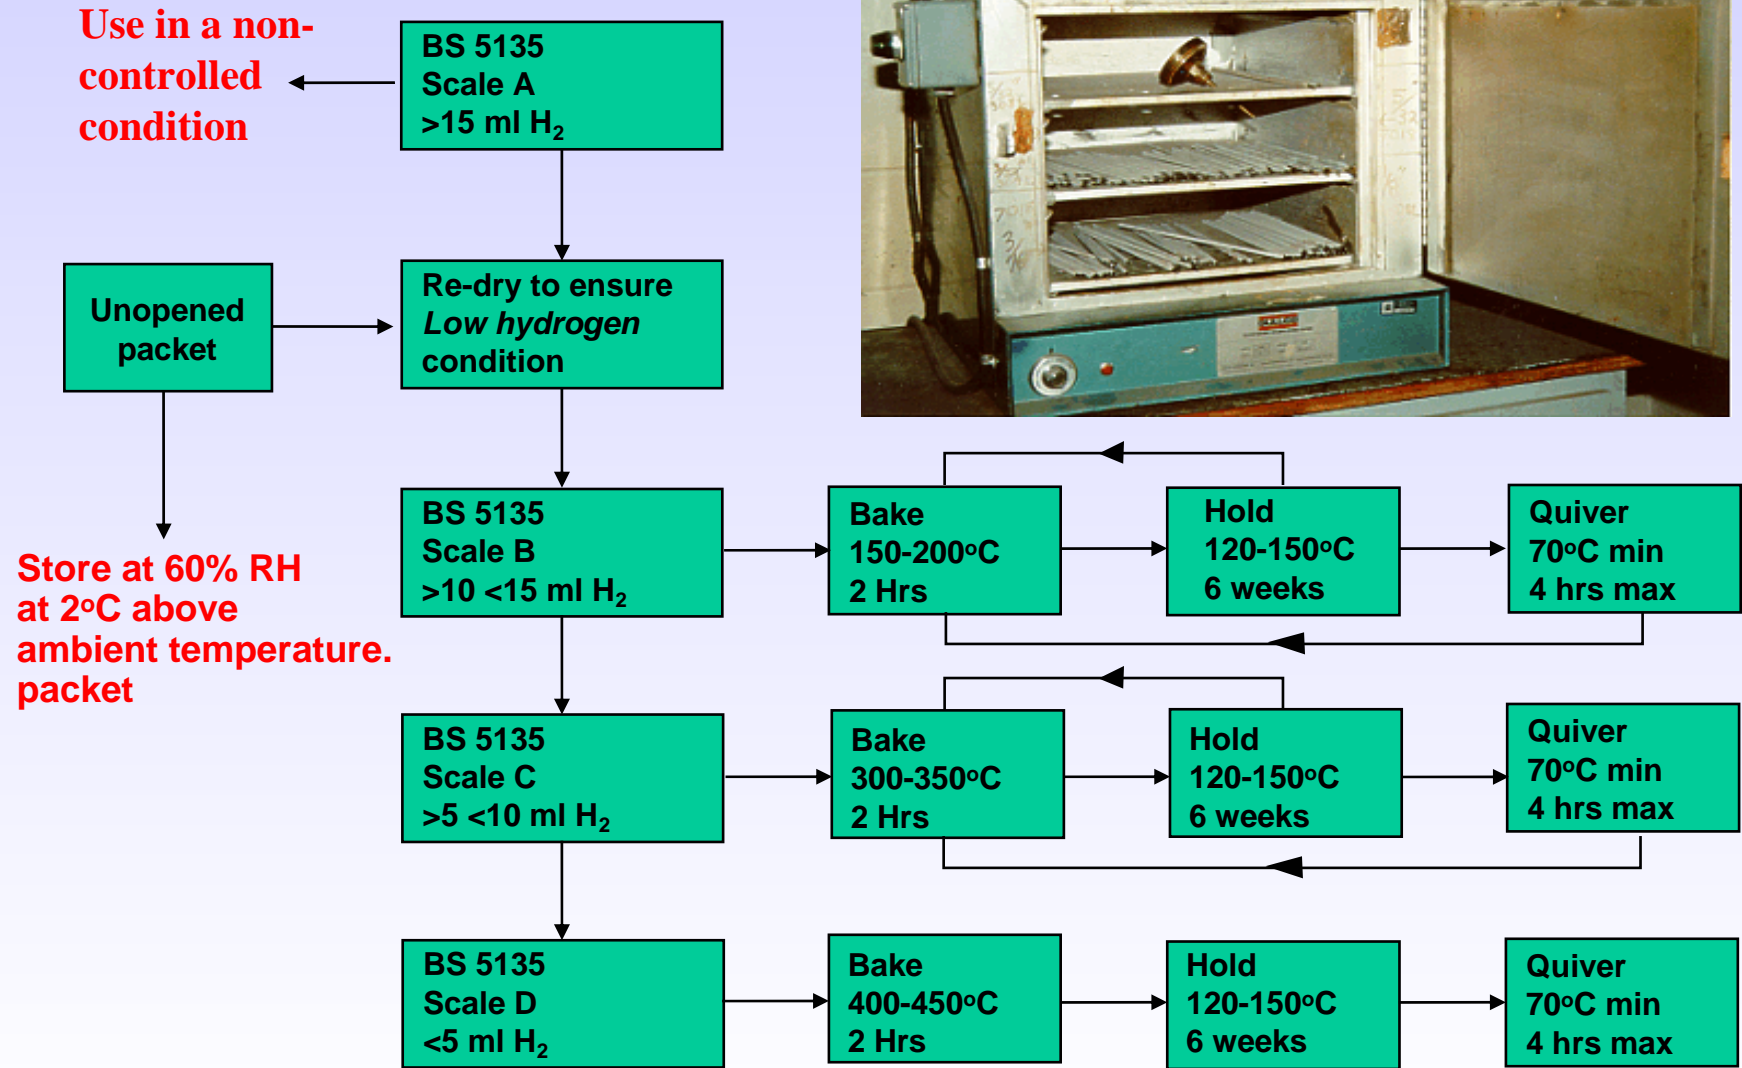 Use in a non-
controlled
condition
BS 5135
Scale A
>15 ml H₂
Unopened
packet
Re-dry to ensure
Low hydrogen
condition
Store at 60% RH
at 2ºC above
ambient temperature.
packet
BS 5135
Scale B
>10 <15 ml H₂
Bake
150-200ºC
2 Hrs
Hold
120-150ºC
6 weeks
Quiver
70ºC min
4 hrs max
BS 5135
Scale C
>5 <10 ml H₂
Bake
300-350ºC
2 Hrs
Hold
120-150ºC
6 weeks
Quiver
70ºC min
4 hrs max
BS 5135
Scale D
<5 ml H₂
Bake
400-450ºC
2 Hrs
Hold
120-150ºC
6 weeks
Quiver
70ºC min
4 hrs max